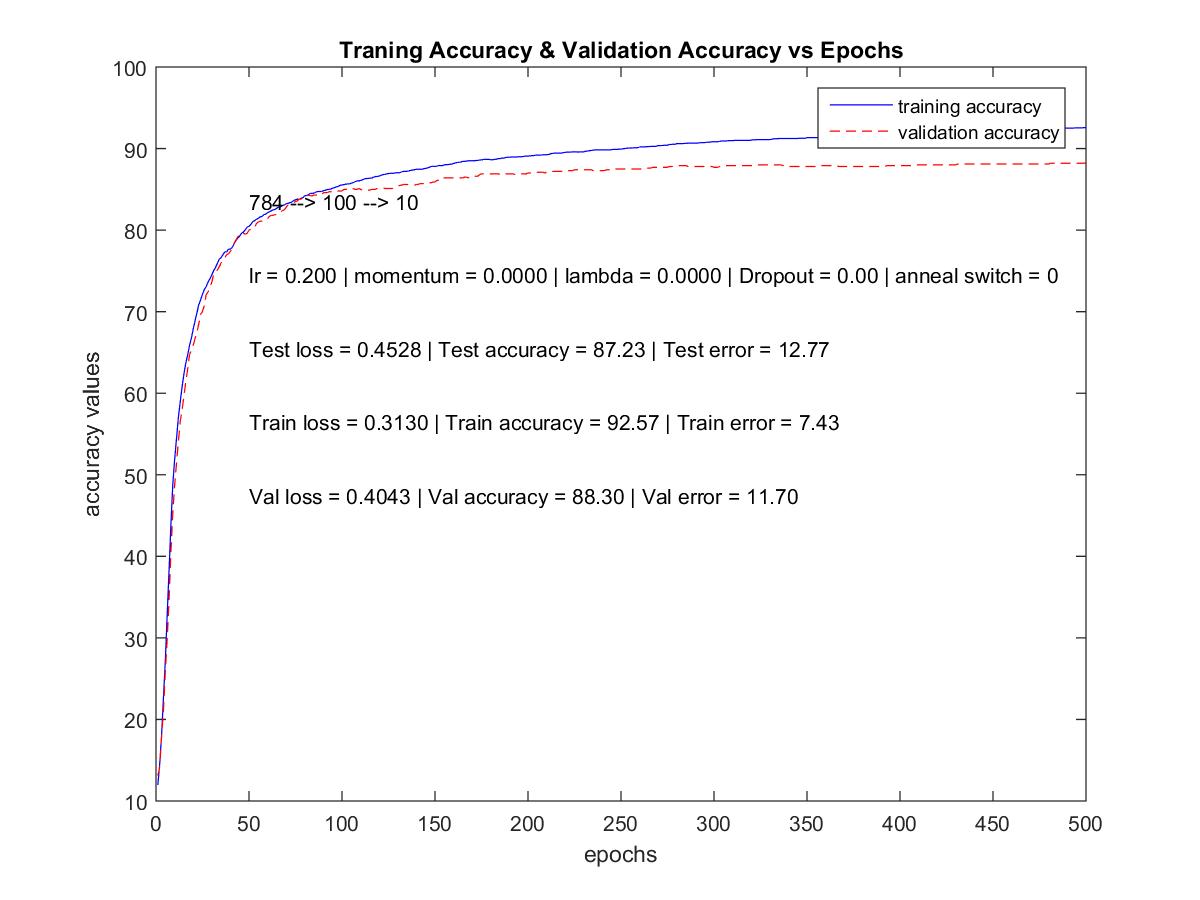 Traning Accuracy & Validation Accuracy vs Epochs
100
90
80
70
60
50
40
30
20
10
accuracy values
training accuracy
validation accuracy
784 --> 100 --> 10
lr = 0.200 | momentum = 0.0000 | lambda = 0.0000 | Dropout = 0.00 | anneal switch = 0
Test loss = 0.4528 | Test accuracy = 87.23 | Test error = 12.77
Train loss = 0.3130 | Train accuracy = 92.57 | Train error = 7.43
Val loss = 0.4043 | Val accuracy = 88.30 | Val error = 11.70
0 50 100 150 200 250 300 350 400 450 500
epochs